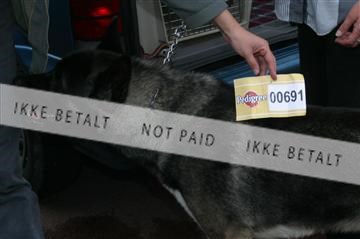 Pedigree 00691
IKKE BETALT NOT PAID IKKE BETALT